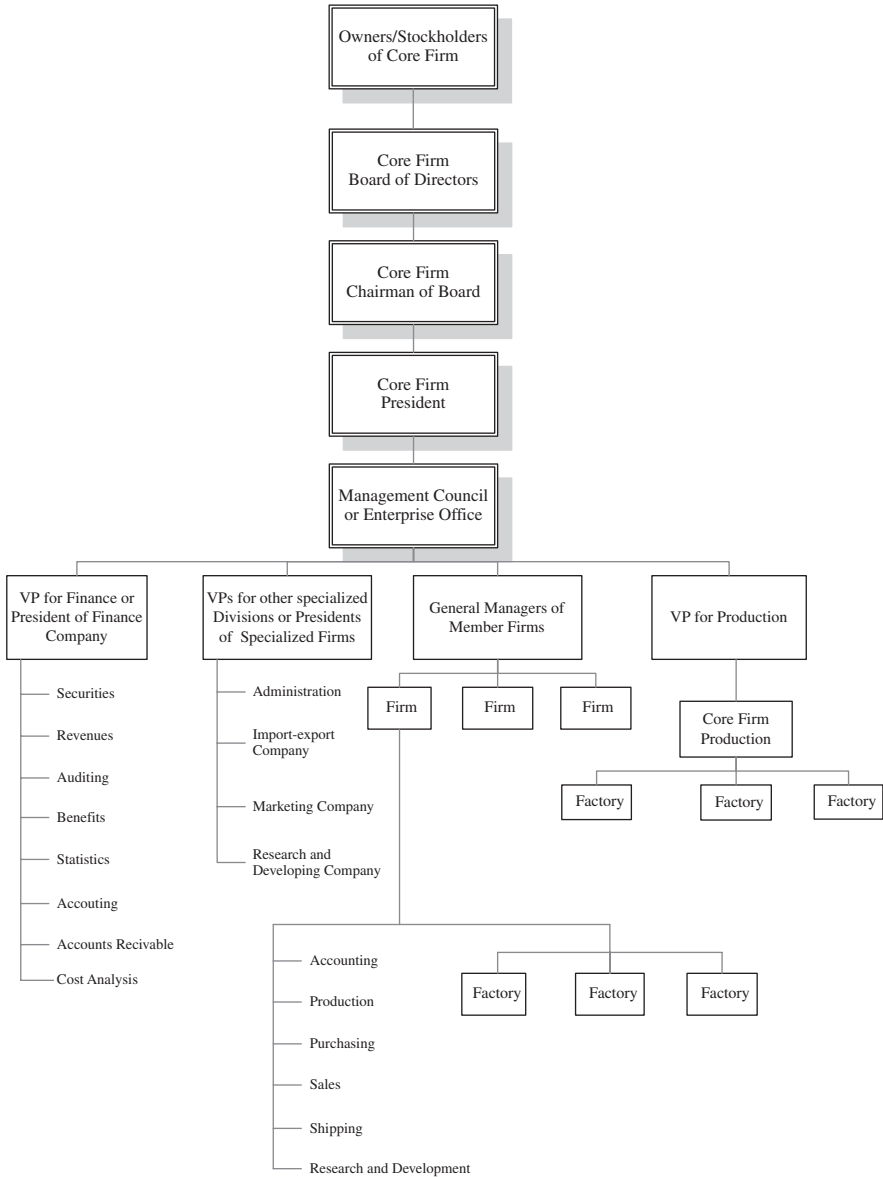 Owners/Stockholders
of Core Firm
Core Firm
Board of Directors
Core Firm
Chairman of Board
Core Firm
President
Management Council
or Enterprise Office
VP for Finance or
President of Finance
Company
VPs for other specialized
Divisions or Presidents
of Specialized Firms
General Managers of
Member Firms
VP for Production
Securities
Revenues
Auditing
Benefits
Statistics
Accouting
Accounts Recivable
Cost Analysis
Administration
Import-export
Company
Marketing Company
Research and
Developing Company
Firm
Firm
Firm
Core Firm
Production
Factory
Factory
Factory
Accounting
Production
Purchasing
Sales
Shipping
Research and Development
Factory
Factory
Factory